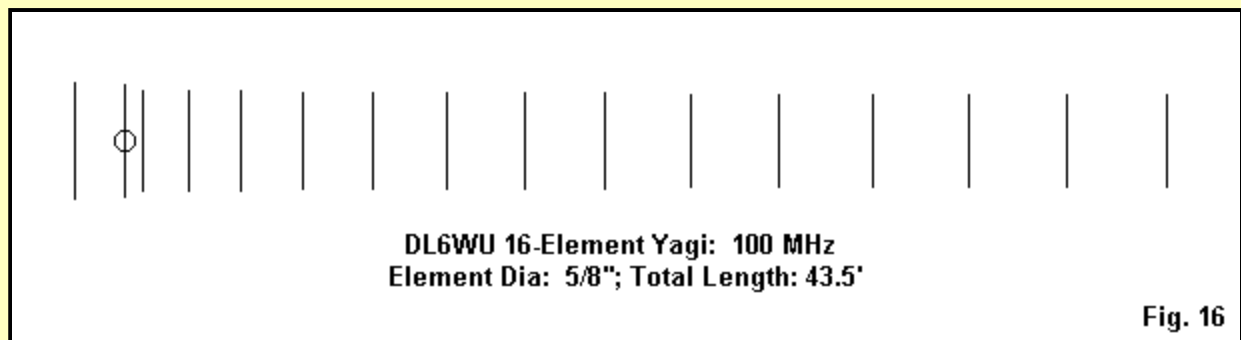 DL6WU 16-Element Yagi:  100 MHz
Element Dia:  5/8"; Total Length: 43.5'
Fig. 16